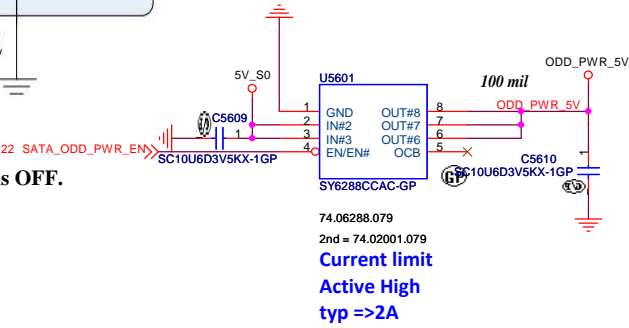 ODD_PWR_5V
5V_S0
U5601
100 mil
C5609
1
1 GND OUT#8 8
ODD_PWR_5V
2 IN#2 OUT#7 7
3 IN#3 OUT#6 6
22 SATA_ODD_PWR_EN
4 EN/EN# OCB 5
C5610
1
SC10U6D3V5KX-1GP
GP
SC10U6D3V5KX-1GP
s OFF.
SY6288CCAC-GP
74.06288.079
2nd = 74.02001.079
Current limit
Active High
typ =>2A